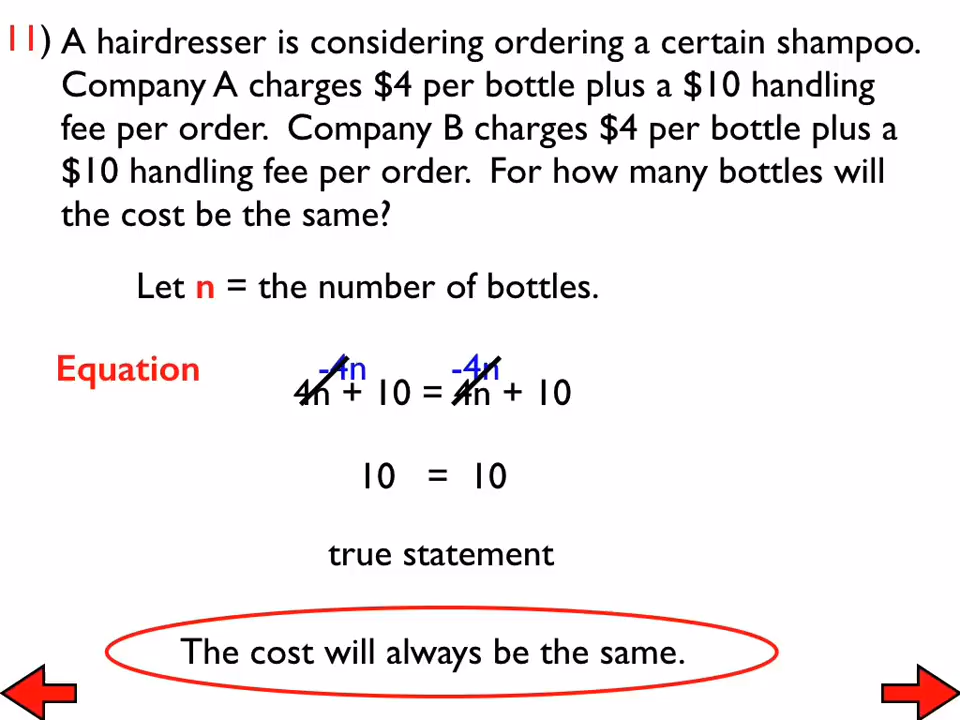 11) A hairdresser is considering ordering a certain shampoo.
Company A charges $4 per bottle plus a $10 handling
fee per order. Company B charges $4 per bottle plus a
$10 handling fee per order. For how many bottles will
the cost be the same?
Let n = the number of bottles.
-4n -4n
Equation 4n + 10 = 4n + 10
10 = 10
true statement
The cost will always be the same.